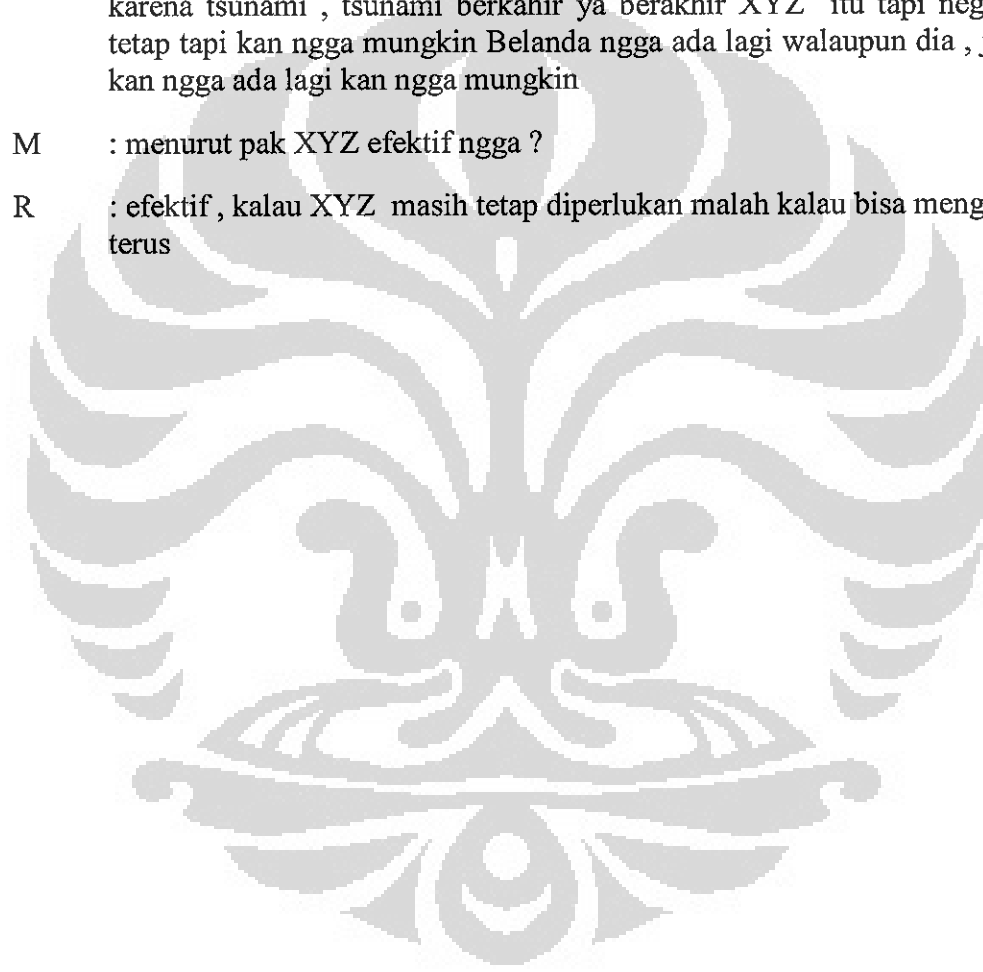 karena tsunami , tsunami berkahir ya berakhir XYZ itu tapi neg
tetap tapi kan ngga mungkin Belanda ngga ada lagi walaupun dia ,
kan ngga ada lagi kan ngga mungkin
M : menurut pak XYZ efektif ngga ?
R : efektif , kalau XYZ masih tetap diperlukan malah kalau bisa meng
terus